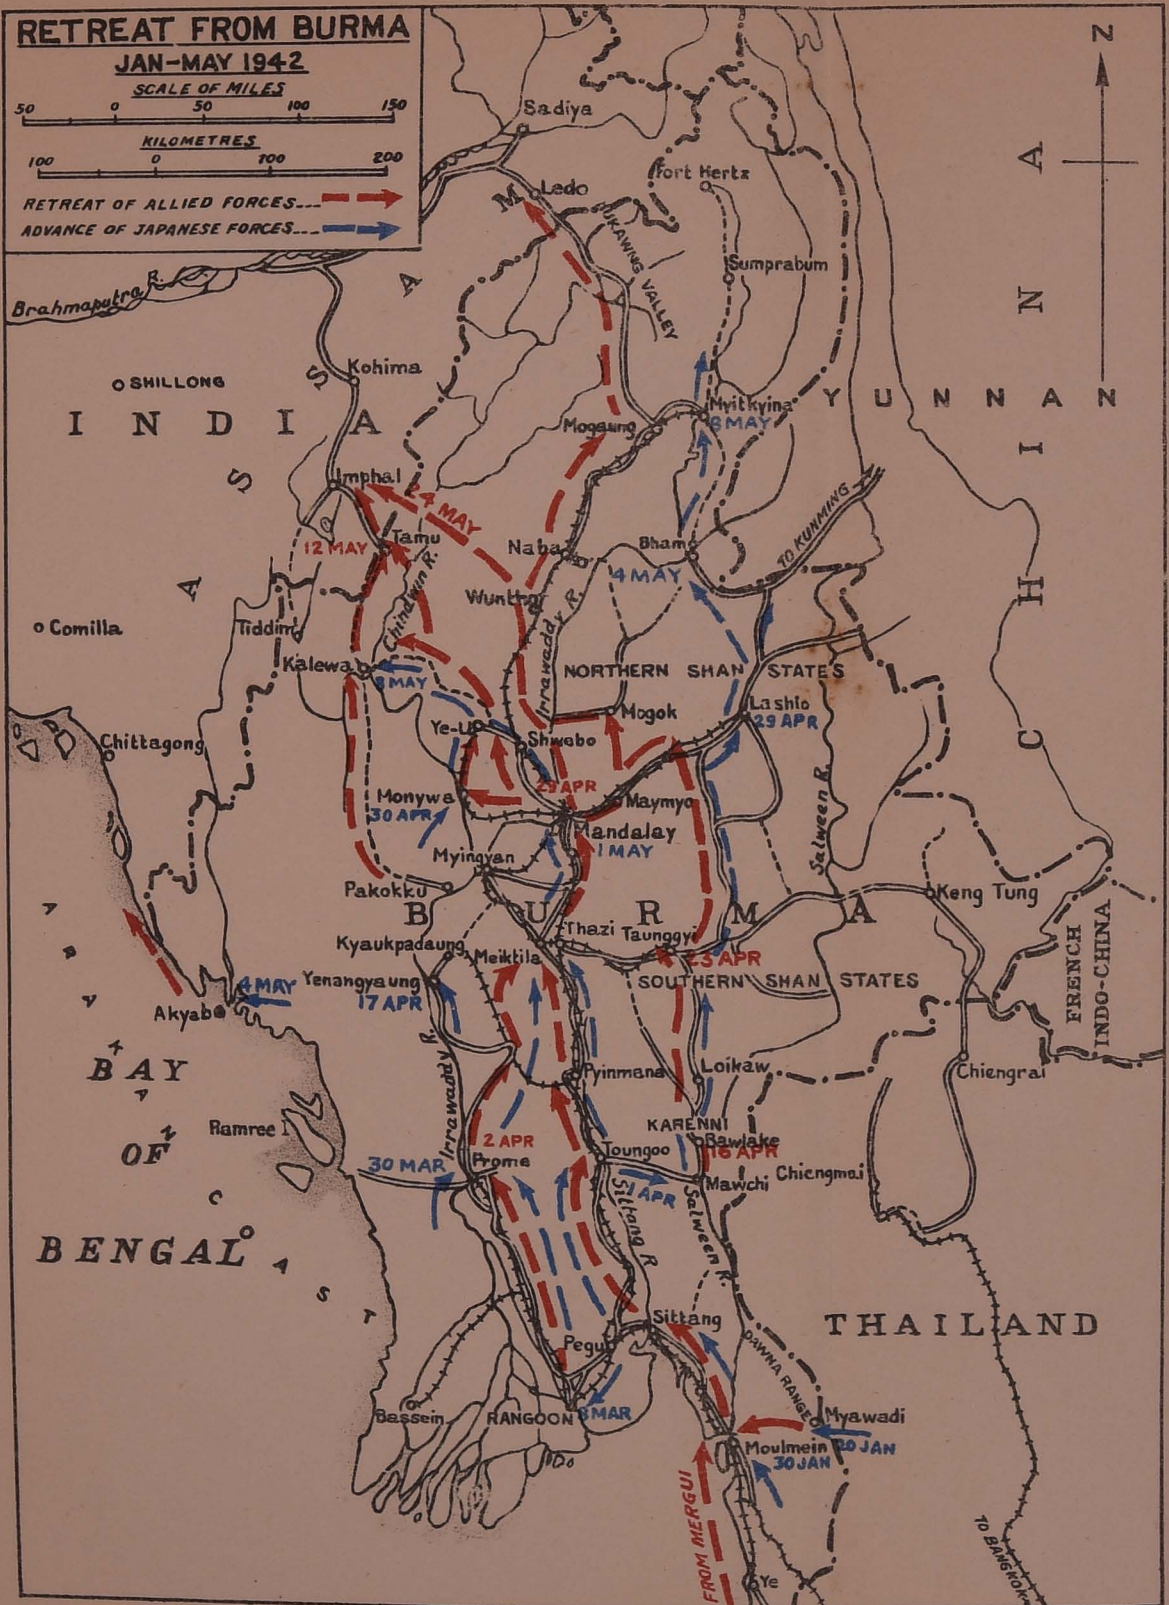 RETREAT FROM BURMA
JAN-MAY 1942
SCALE OF MILES
50 0 50 100 150
KILOMETRES
100 0 100 200
RETREAT OF ALLIED FORCES
ADVANCE OF JAPANESE FORCES
N
Sadiya
Ledo
Fort Hertz
HUKAWNG VALLEY
Sumprabum
Brahmaputra R.
SHILLONG
Kohima
INDIA
ASSAM
CHINA
YUNNAN
Myitkyina
8 MAY
Mogaung
Imphal
24 MAY
12 MAY
Tamu
Chindwin R.
Naba
Bhamo
4 MAY
TO KUNMING
Wuntho
Irrawaddy R.
Comilla
Tiddim
Kalewa
8 MAY
NORTHERN SHAN STATES
Mogok
Lashio
29 APR
Chittagong
Ye-U
Shwebo
29 APR
Monywa
30 APR
Maymyo
Mandalay
1 MAY
Salween R.
Myingyan
Pakokku
BURMA
Keng Tung
Kyaukpadaung
Meiktila
Thazi
Taunggyi
23 APR
SOUTHERN SHAN STATES
Yenangyaung
17 APR
4 MAY
Akyab
FRENCH
INDO-CHINA
ARAKAN COAST
BAY
OF
BENGAL
Irrawaddy R.
Pyinmana
Loikaw
Chiengrai
Ramree I
KARENNI
Bawlake
16 APR
2 APR
30 MAR
Prome
Toungoo
1 APR
Mawchi
Chiengmai
Sittang R
Salween R.
Sittang
THAILAND
DAWNA RANGE
Pegu
Bassein
RANGOON
8 MAR
Myawadi
20 JAN
Moulmein
30 JAN
FROM MERGUI
Ye
TO BANGKOK